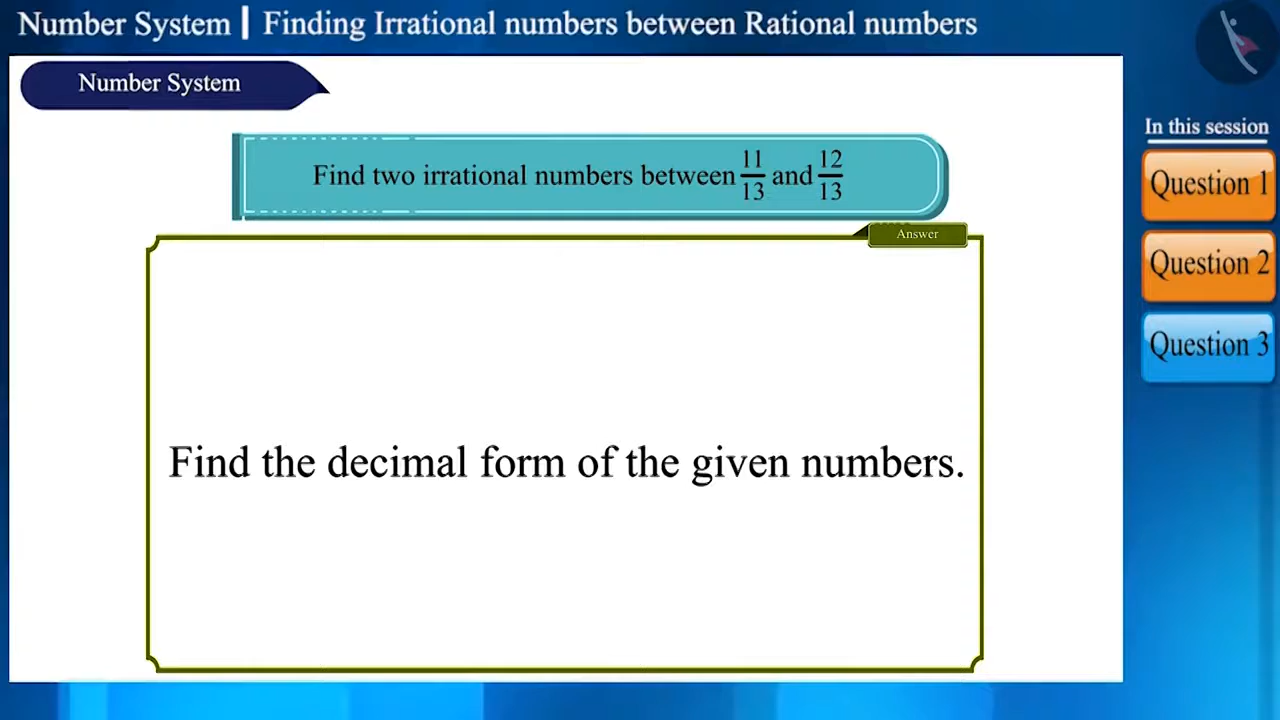 Number System | Finding Irrational numbers between Rational numbers
Number System
In this session
Find two irrational numbers between 11/13 and 12/13
Question 1
Answer
Question 2
Question 3
Find the decimal form of the given numbers.